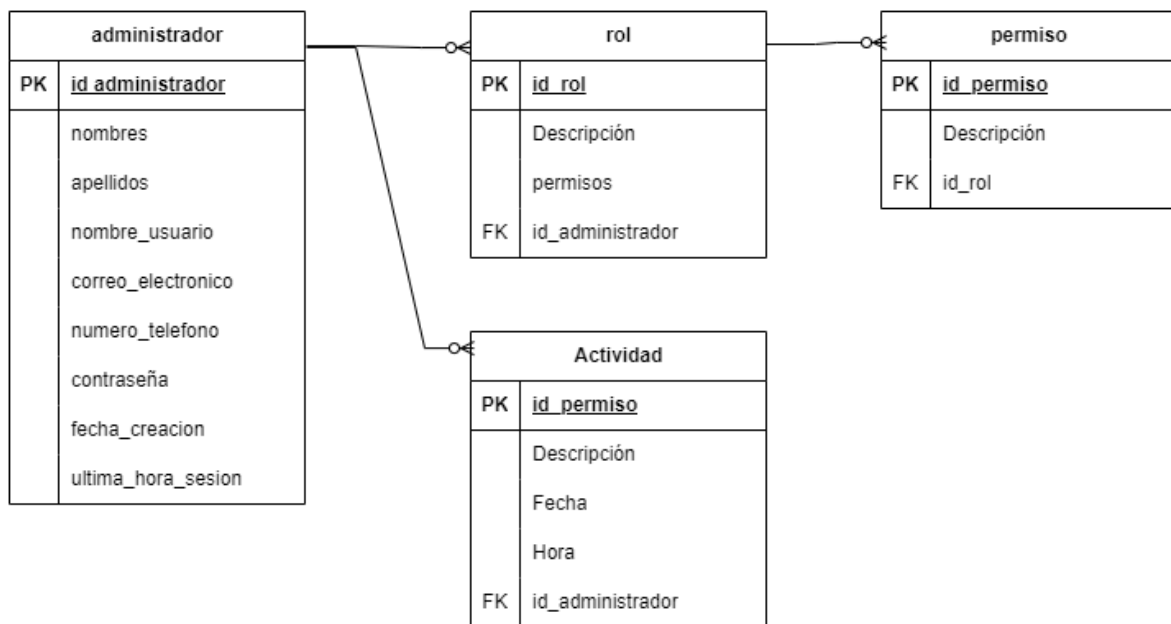 administrador
PK id administrador
nombres
apellidos
nombre_usuario
correo_electronico
numero_telefono
contraseña
fecha_creacion
ultima_hora_sesion
rol
PK id_rol
Descripción
permisos
FK id_administrador
permiso
PK id_permiso
Descripción
FK id_rol
Actividad
PK id_permiso
Descripción
Fecha
Hora
FK id_administrador